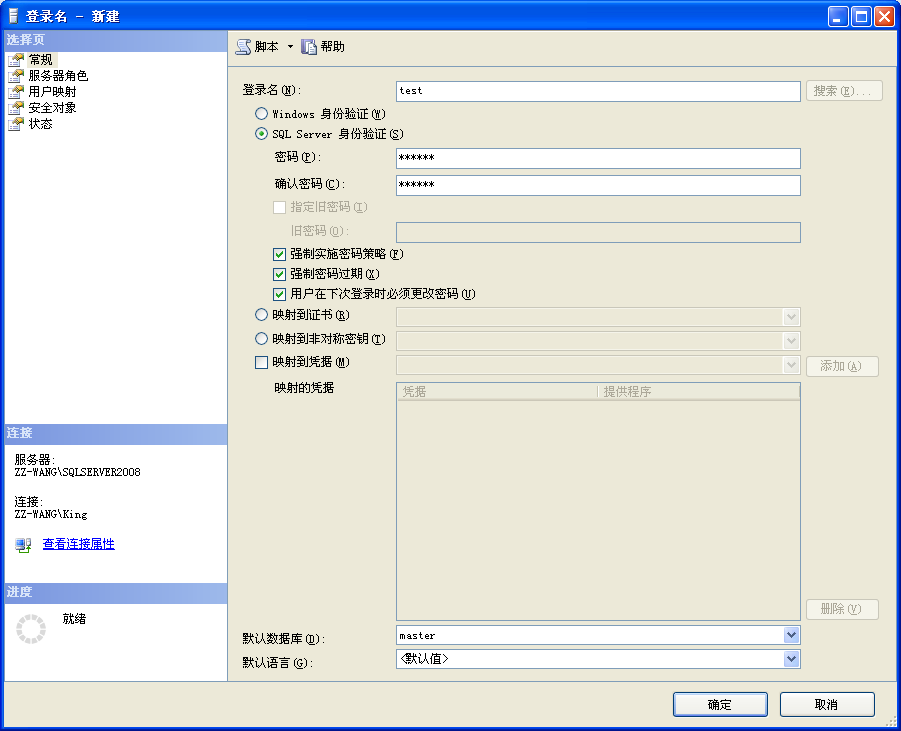 登录名 - 新建
选择页
常规
服务器角色
用户映射
安全对象
状态
连接
服务器:
ZZ-WANG\SQLSERVER2008
连接:
ZZ-WANG\King
查看连接属性
进度
就绪
脚本 帮助
登录名(N): test 搜索(E)...
Windows 身份验证(W)
SQL Server 身份验证(S)
密码(P): ******
确认密码(C): ******
指定旧密码(I)
旧密码(O):
强制实施密码策略(F)
强制密码过期(X)
用户在下次登录时必须更改密码(U)
映射到证书(R)
映射到非对称密钥(T)
映射到凭据(M) 添加(A)
映射的凭据 凭据 提供程序
删除(V)
默认数据库(D): master
默认语言(G): <默认值>
确定 取消